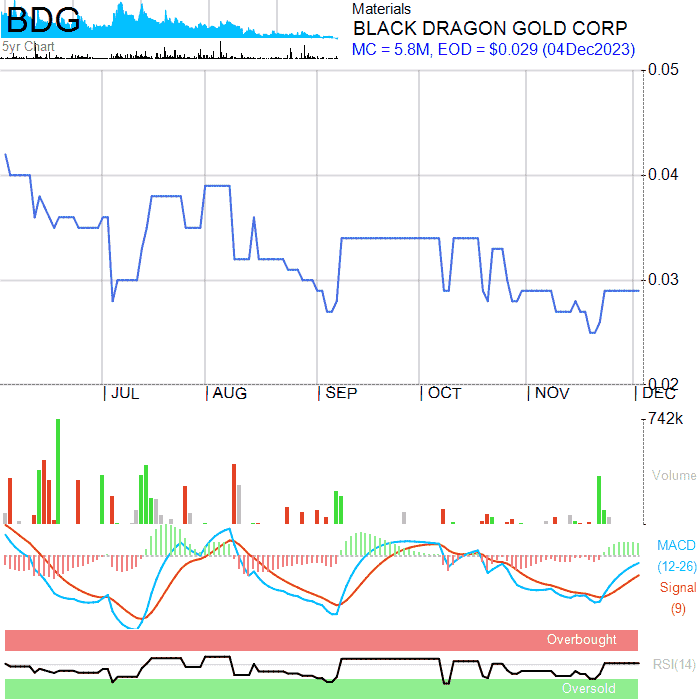 BDG
5yr Chart
Materials
BLACK DRAGON GOLD CORP
MC = 5.8M, EOD = $0.029 (04Dec2023)
0.05
0.04
0.03
0.02
JUL
AUG
SEP
OCT
NOV
DEC
742k
Volume
MACD
(12-26)
Signal
(9)
Overbought
RSI(14)
Oversold